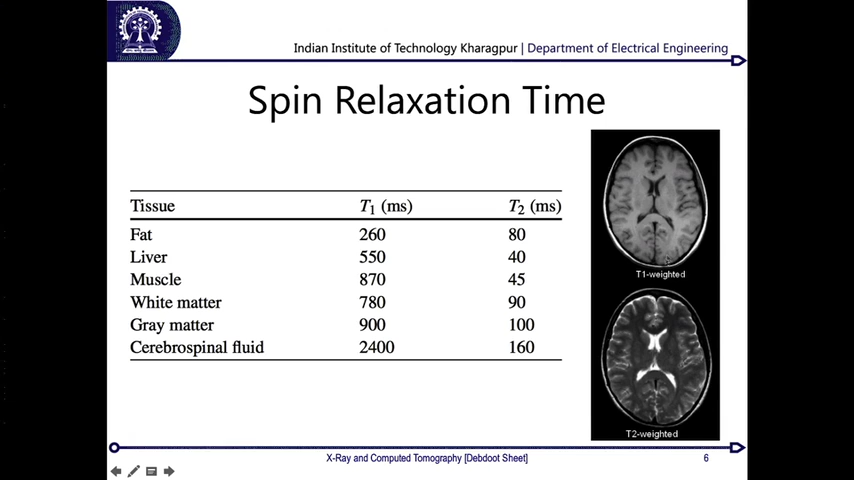 Indian Institute of Technology Kharagpur | Department of Electrical Engineering
Spin Relaxation Time
Tissue T1 (ms) T2 (ms)
Fat 260 80
Liver 550 40
Muscle 870 45
White matter 780 90
Gray matter 900 100
Cerebrospinal fluid 2400 160
T1-weighted
T2-weighted
X-Ray and Computed Tomography [Debdoot Sheet] 6